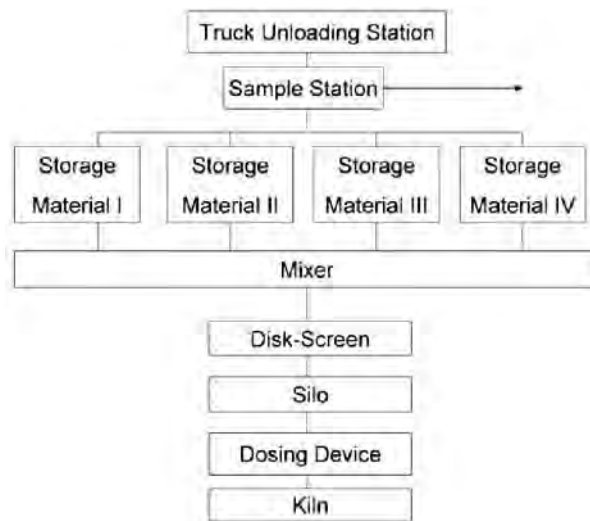 Truck Unloading Station
Sample Station
Storage
Material I
Storage
Material II
Storage
Material III
Storage
Material IV
Mixer
Disk-Screen
Silo
Dosing Device
Kiln